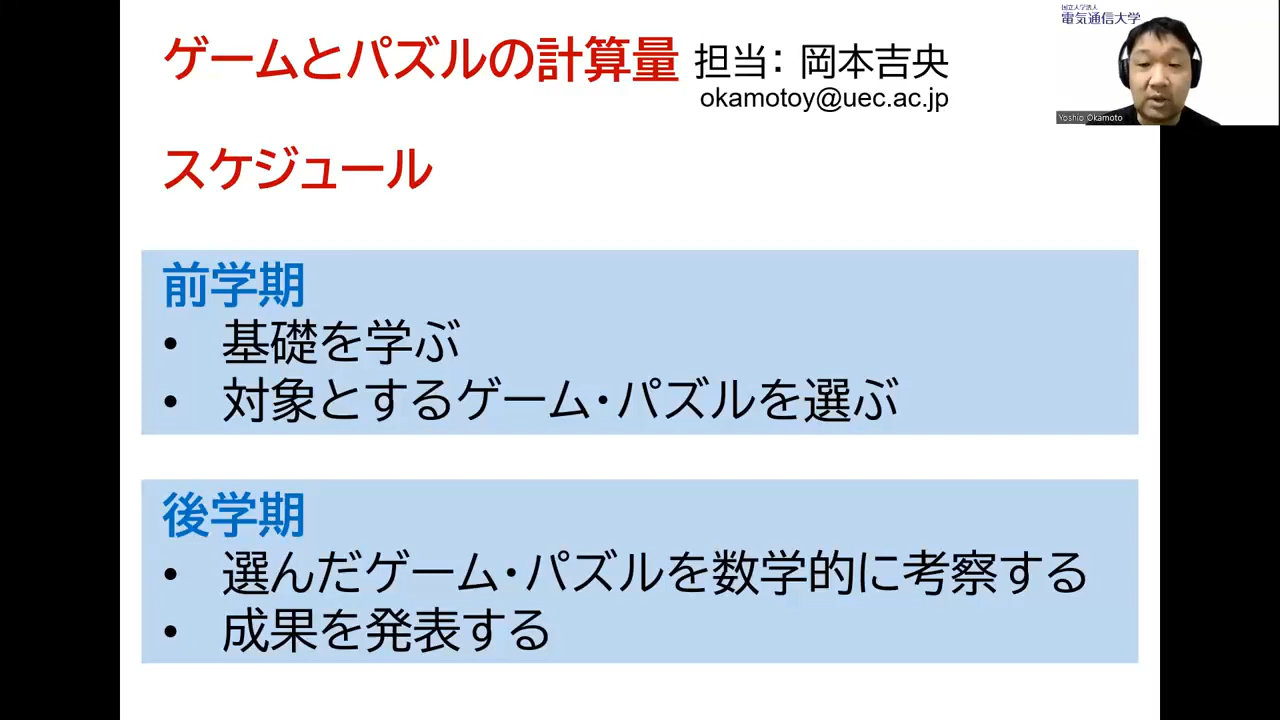 ゲームとパズルの計算量 担当： 岡本吉央
okamotoy@uec.ac.jp
国立大学法人
電気通信大学
Yoshio Okamoto
スケジュール
前学期
• 基礎を学ぶ
• 対象とするゲーム・パズルを選ぶ
後学期
• 選んだゲーム・パズルを数学的に考察する
• 成果を発表する